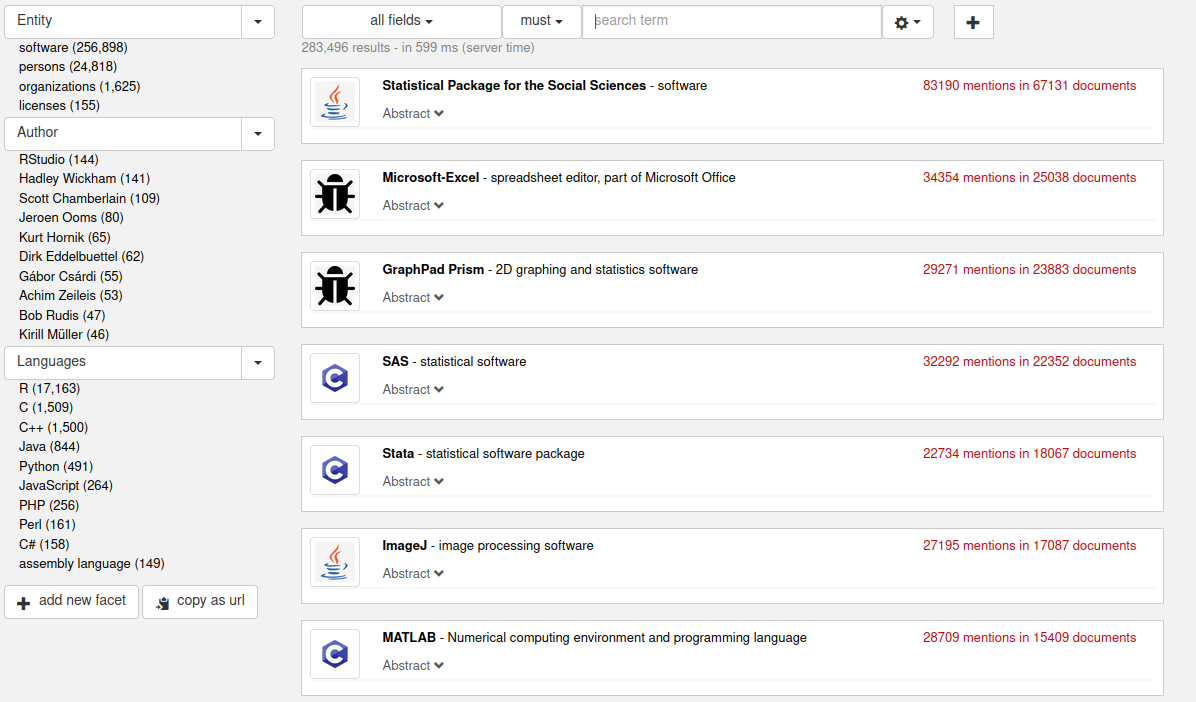 Entity
software (256,898)
persons (24,818)
organizations (1,625)
licenses (155)
Author
RStudio (144)
Hadley Wickham (141)
Scott Chamberlain (109)
Jeroen Ooms (80)
Kurt Hornik (65)
Dirk Eddelbuettel (62)
Gábor Csárdi (55)
Achim Zeileis (53)
Bob Rudis (47)
Kirill Müller (46)
Languages
R (17,163)
C (1,509)
C++ (1,500)
Java (844)
Python (491)
JavaScript (264)
PHP (256)
Perl (161)
C# (158)
assembly language (149)
add new facet copy as url
all fields must search term
283,496 results - in 599 ms (server time)
Statistical Package for the Social Sciences - software 83190 mentions in 67131 documents
Abstract
Microsoft-Excel - spreadsheet editor, part of Microsoft Office 34354 mentions in 25038 documents
Abstract
GraphPad Prism - 2D graphing and statistics software 29271 mentions in 23883 documents
Abstract
SAS - statistical software 32292 mentions in 22352 documents
Abstract
Stata - statistical software package 22734 mentions in 18067 documents
Abstract
ImageJ - image processing software 27195 mentions in 17087 documents
Abstract
MATLAB - Numerical computing environment and programming language 28709 mentions in 15409 documents
Abstract